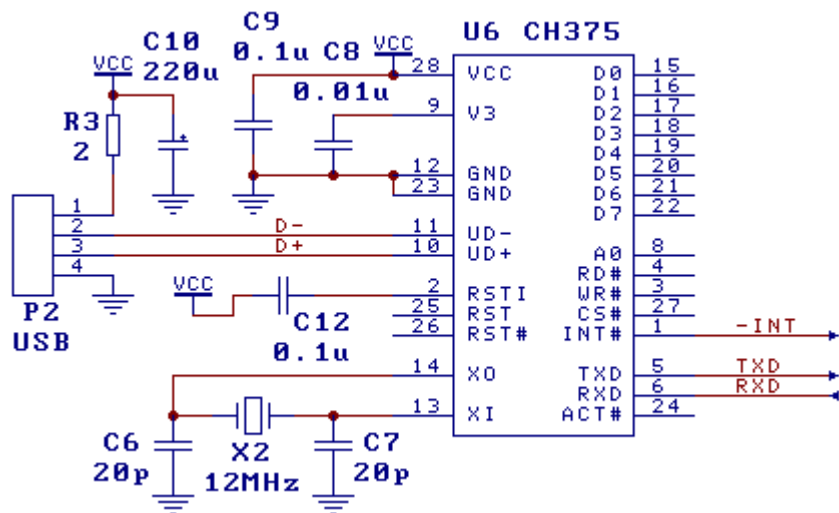 U6 CH375
C9
0.1u
C8
0.01u
VCC
C10
220u
VCC
R3
2
28 VCC
9 V3
12 GND
23 GND
11 UD-
10 UD+
2 RSTI
25 RST
26 RST#
14 XO
13 XI
D0 15
D1 16
D2 17
D3 18
D4 19
D5 20
D6 21
D7 22
A0 8
RD# 4
WR# 3
CS# 27
INT# 1 -INT
TXD 5 TXD
RXD 6 RXD
ACT# 24
1
2 D-
3 D+
4
P2
USB
VCC
C12
0.1u
C6
20p
X2
12MHz
C7
20p